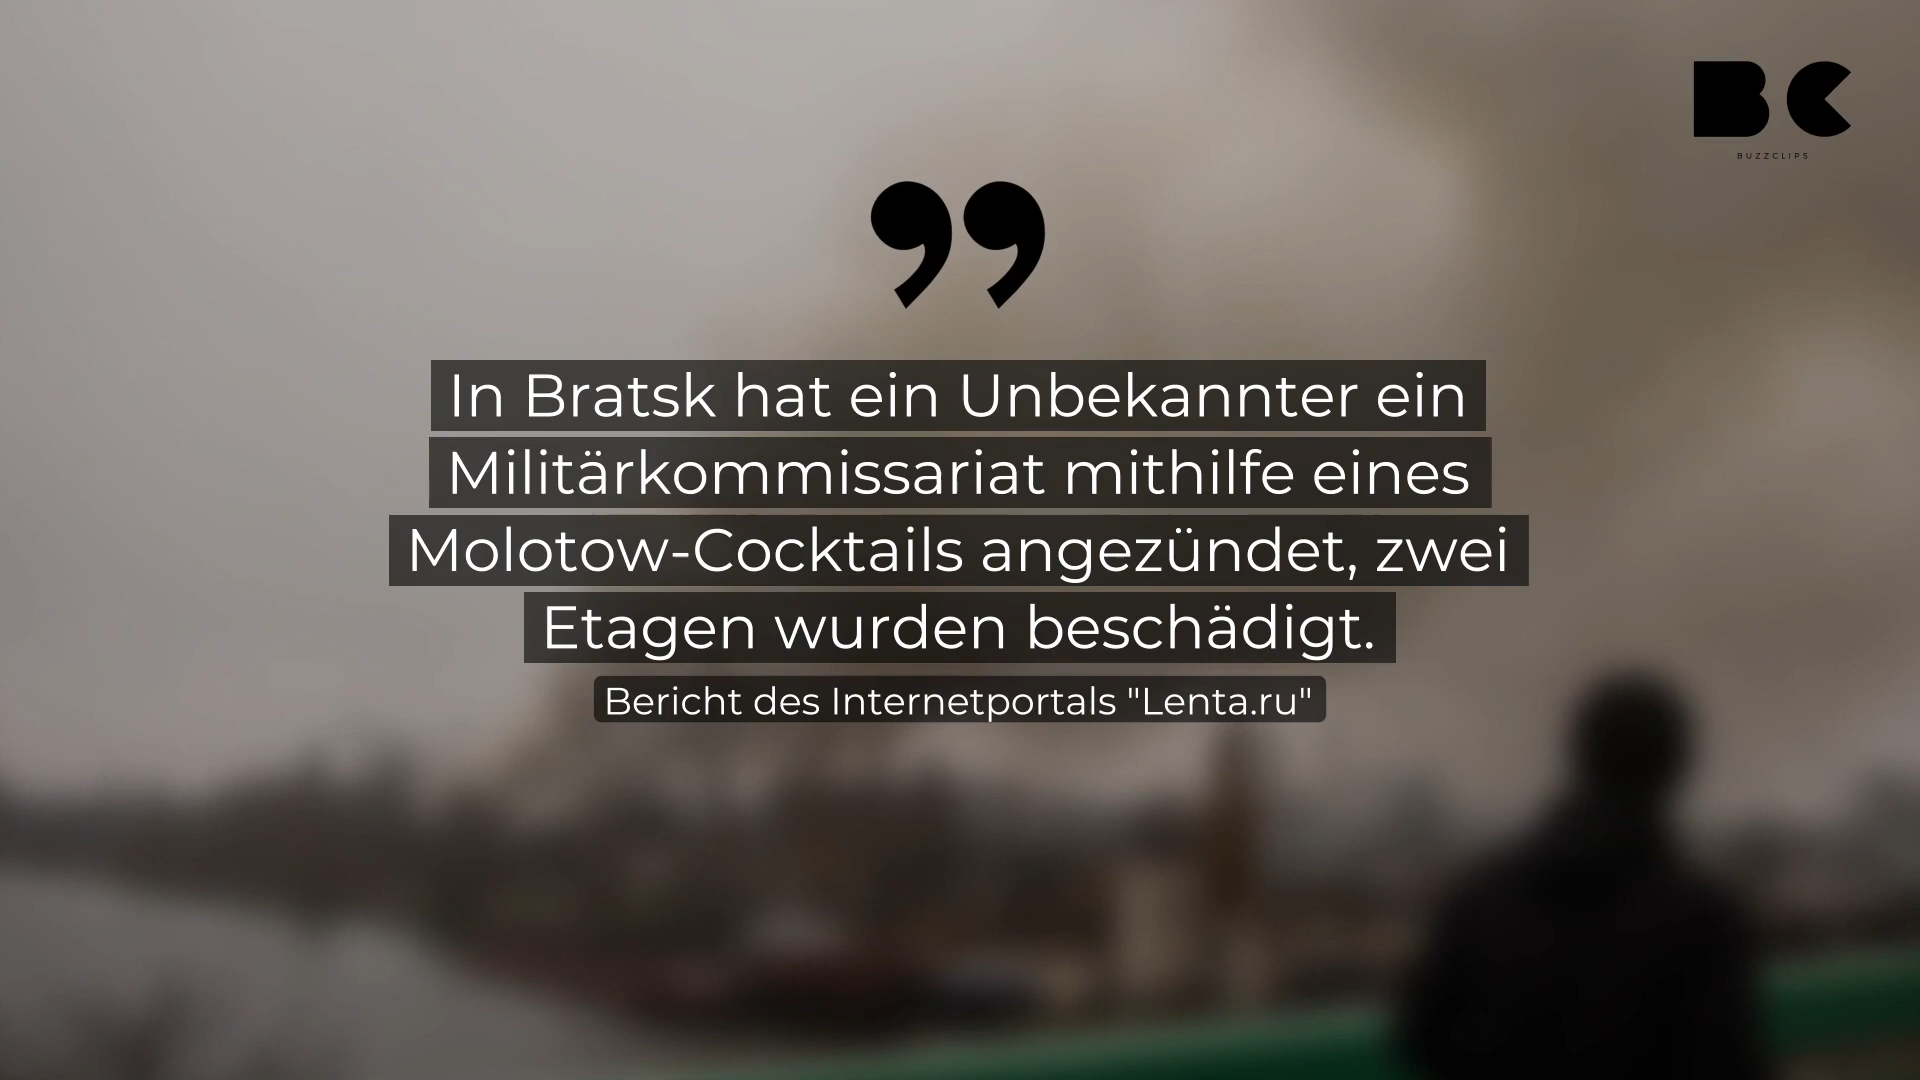 BC
BUZZCLIPS
”
In Bratsk hat ein Unbekannter ein
Militärkommissariat mithilfe eines
Molotow-Cocktails angezündet, zwei
Etagen wurden beschädigt.
Bericht des Internetportals "Lenta.ru"